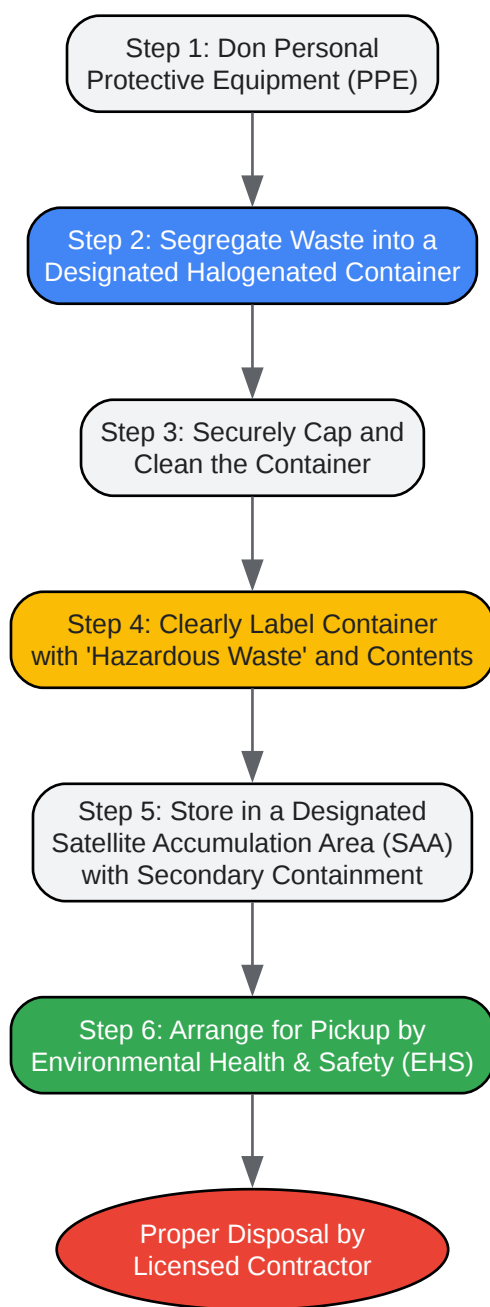 Step 1: Don Personal
Protective Equipment (PPE)
Step 2: Segregate Waste into a
Designated Halogenated Container
Step 3: Securely Cap and
Clean the Container
Step 4: Clearly Label Container
with 'Hazardous Waste' and Contents
Step 5: Store in a Designated
Satellite Accumulation Area (SAA)
with Secondary Containment
Step 6: Arrange for Pickup by
Environmental Health & Safety (EHS)
Proper Disposal by
Licensed Contractor